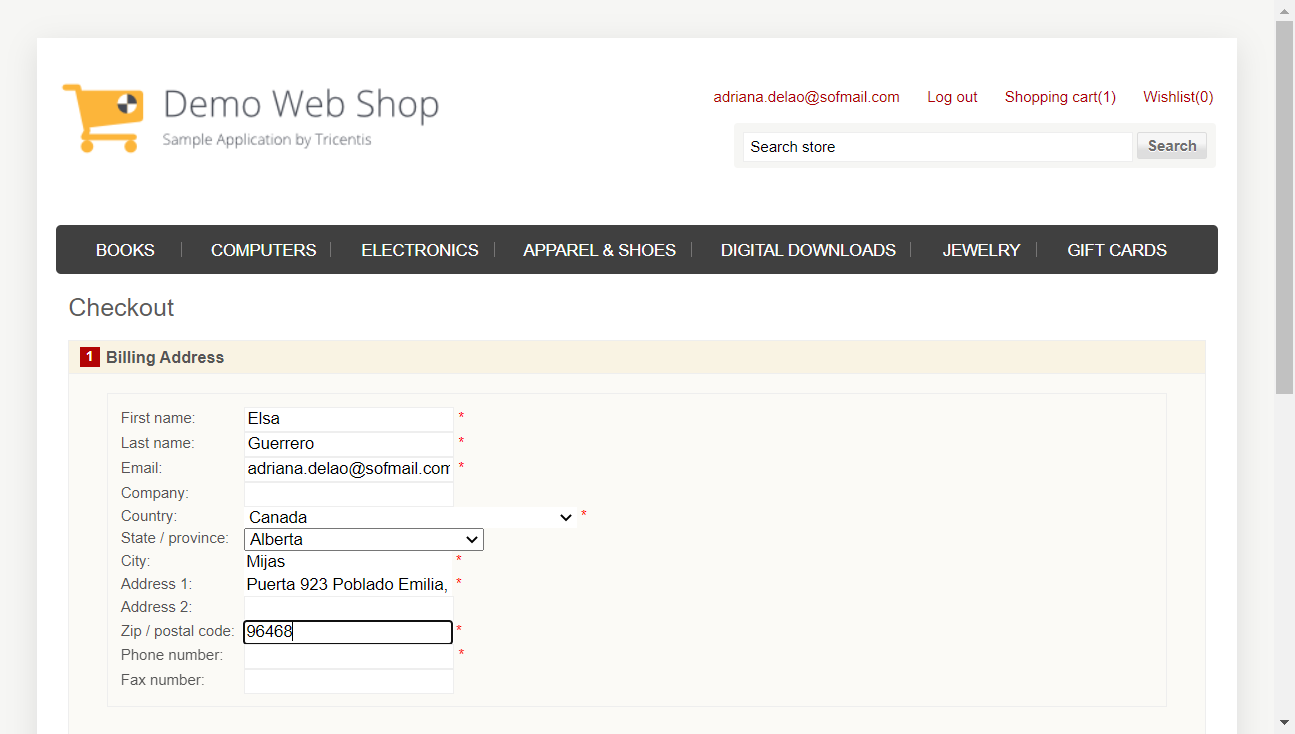 Demo Web Shop
Sample Application by Tricentis
adriana.delao@sofmail.com Log out Shopping cart(1) Wishlist(0)
Search store Search
BOOKS COMPUTERS ELECTRONICS APPAREL & SHOES DIGITAL DOWNLOADS JEWELRY GIFT CARDS
Checkout
1 Billing Address
First name: Elsa *
Last name: Guerrero *
Email: adriana.delao@sofmail.com *
Company:
Country: Canada *
State / province: Alberta
City: Mijas *
Address 1: Puerta 923 Poblado Emilia, *
Address 2:
Zip / postal code: 96468 *
Phone number: *
Fax number: